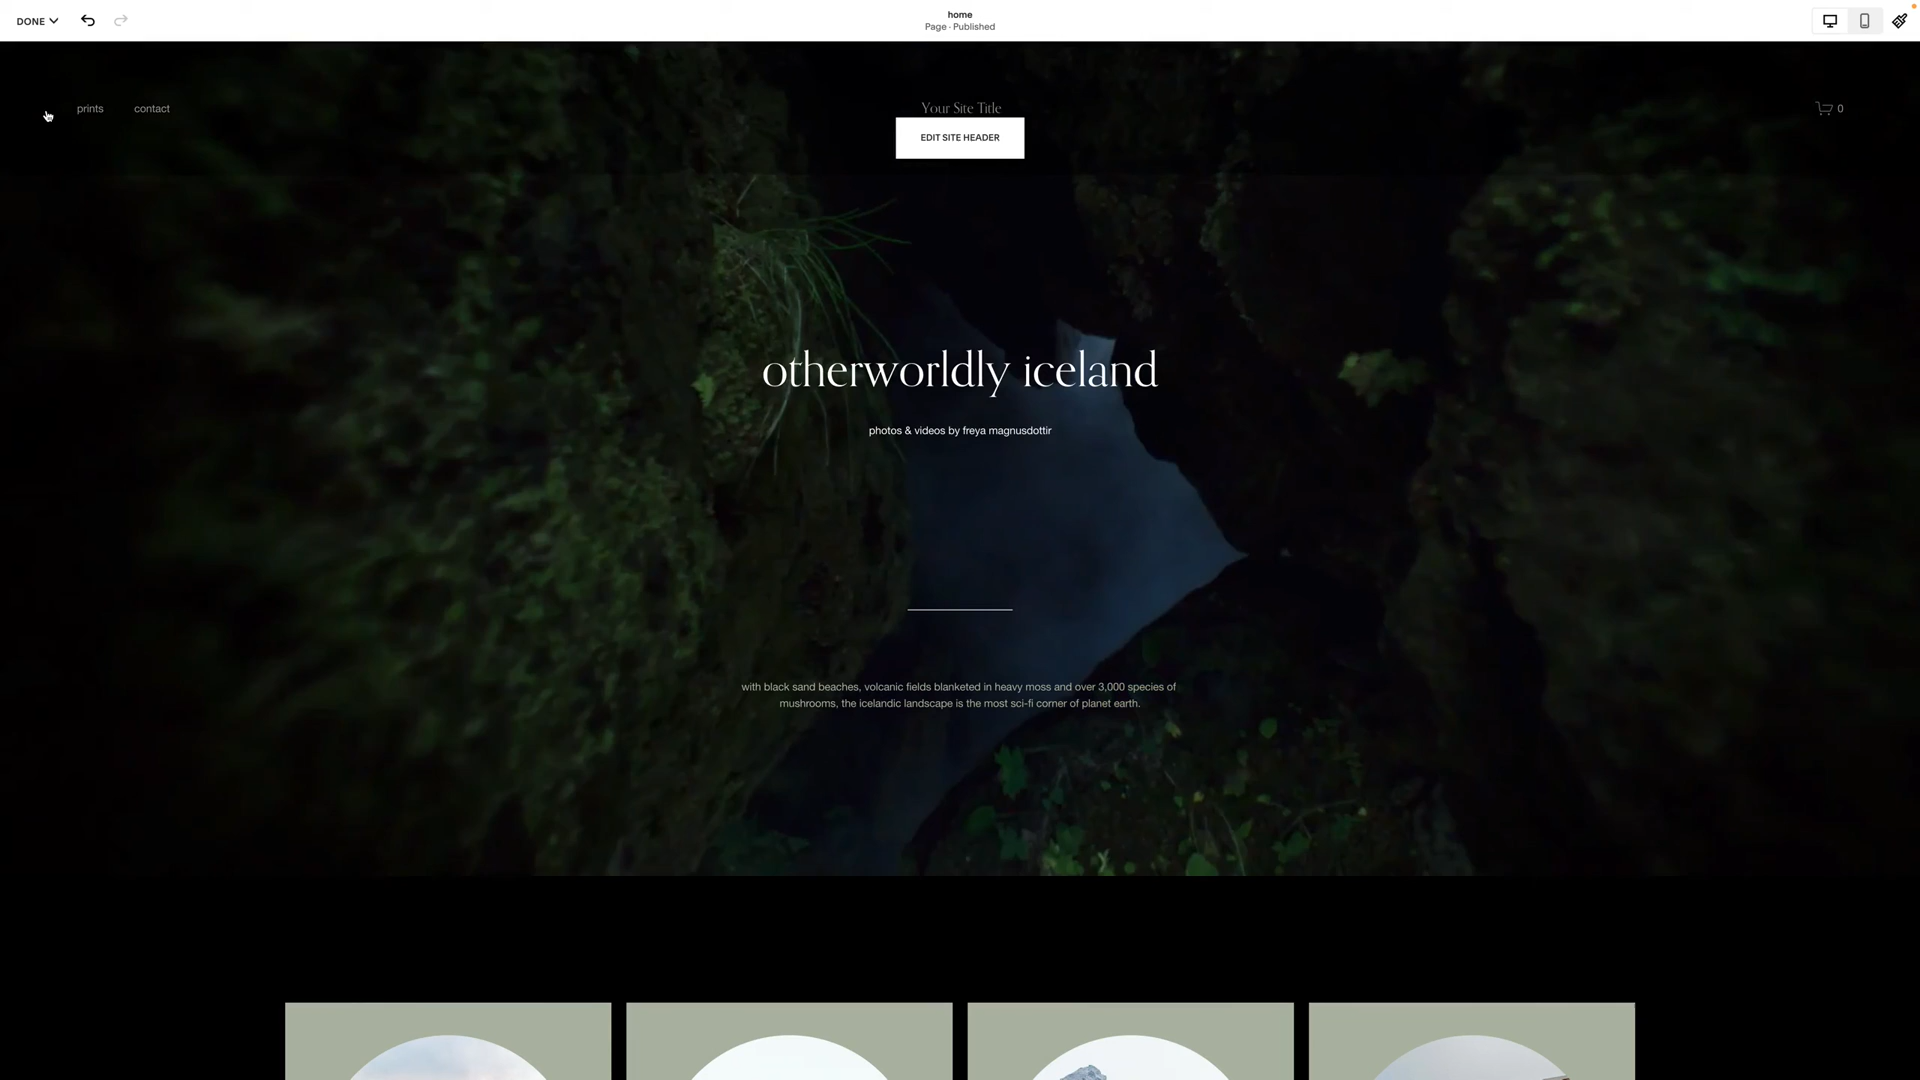 DONE
home
Page · Published
prints
contact
Your Site Title
0
EDIT SITE HEADER
otherworldly iceland
photos & videos by freya magnusdottir
with black sand beaches, volcanic fields blanketed in heavy moss and over 3,000 species of
mushrooms, the icelandic landscape is the most sci-fi corner of planet earth.